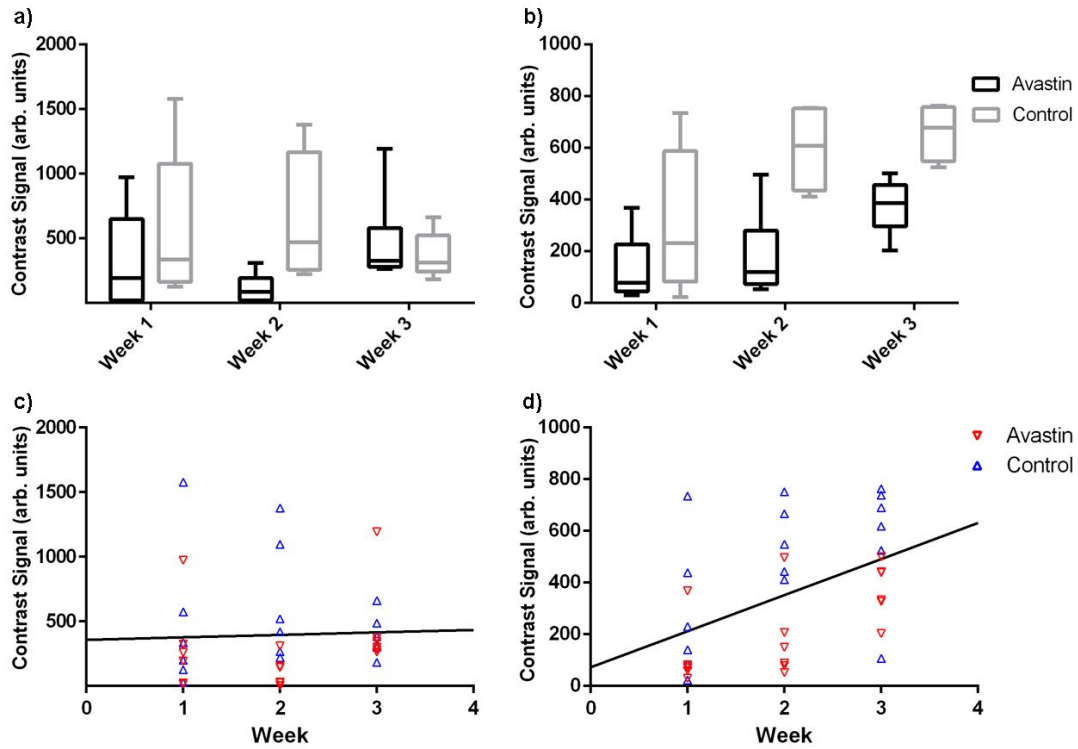 a)
Contrast Signal (arb. units)
2000
1500
1000
500
Week 1
Week 2
Week 3
b)
Contrast Signal (arb. units)
1000
800
600
400
200
0
Week 1
Week 2
Week 3
Avastin
Control
c)
Contrast Signal (arb. units)
2000
1500
1000
500
0
1
2
3
4
Week
d)
Contrast Signal (arb. units)
1000
800
600
400
200
0
0
1
2
3
4
Week
Avastin
Control